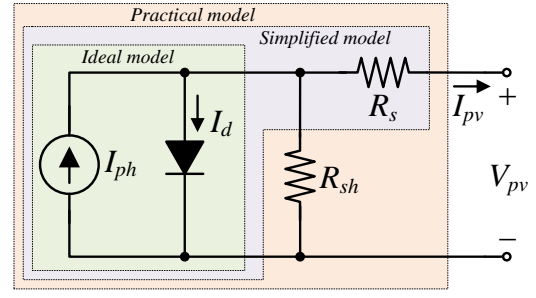 Practical model
Simplified model
Ideal model
I_d
R_s
I_pv
+
I_ph
R_sh
V_pv
−